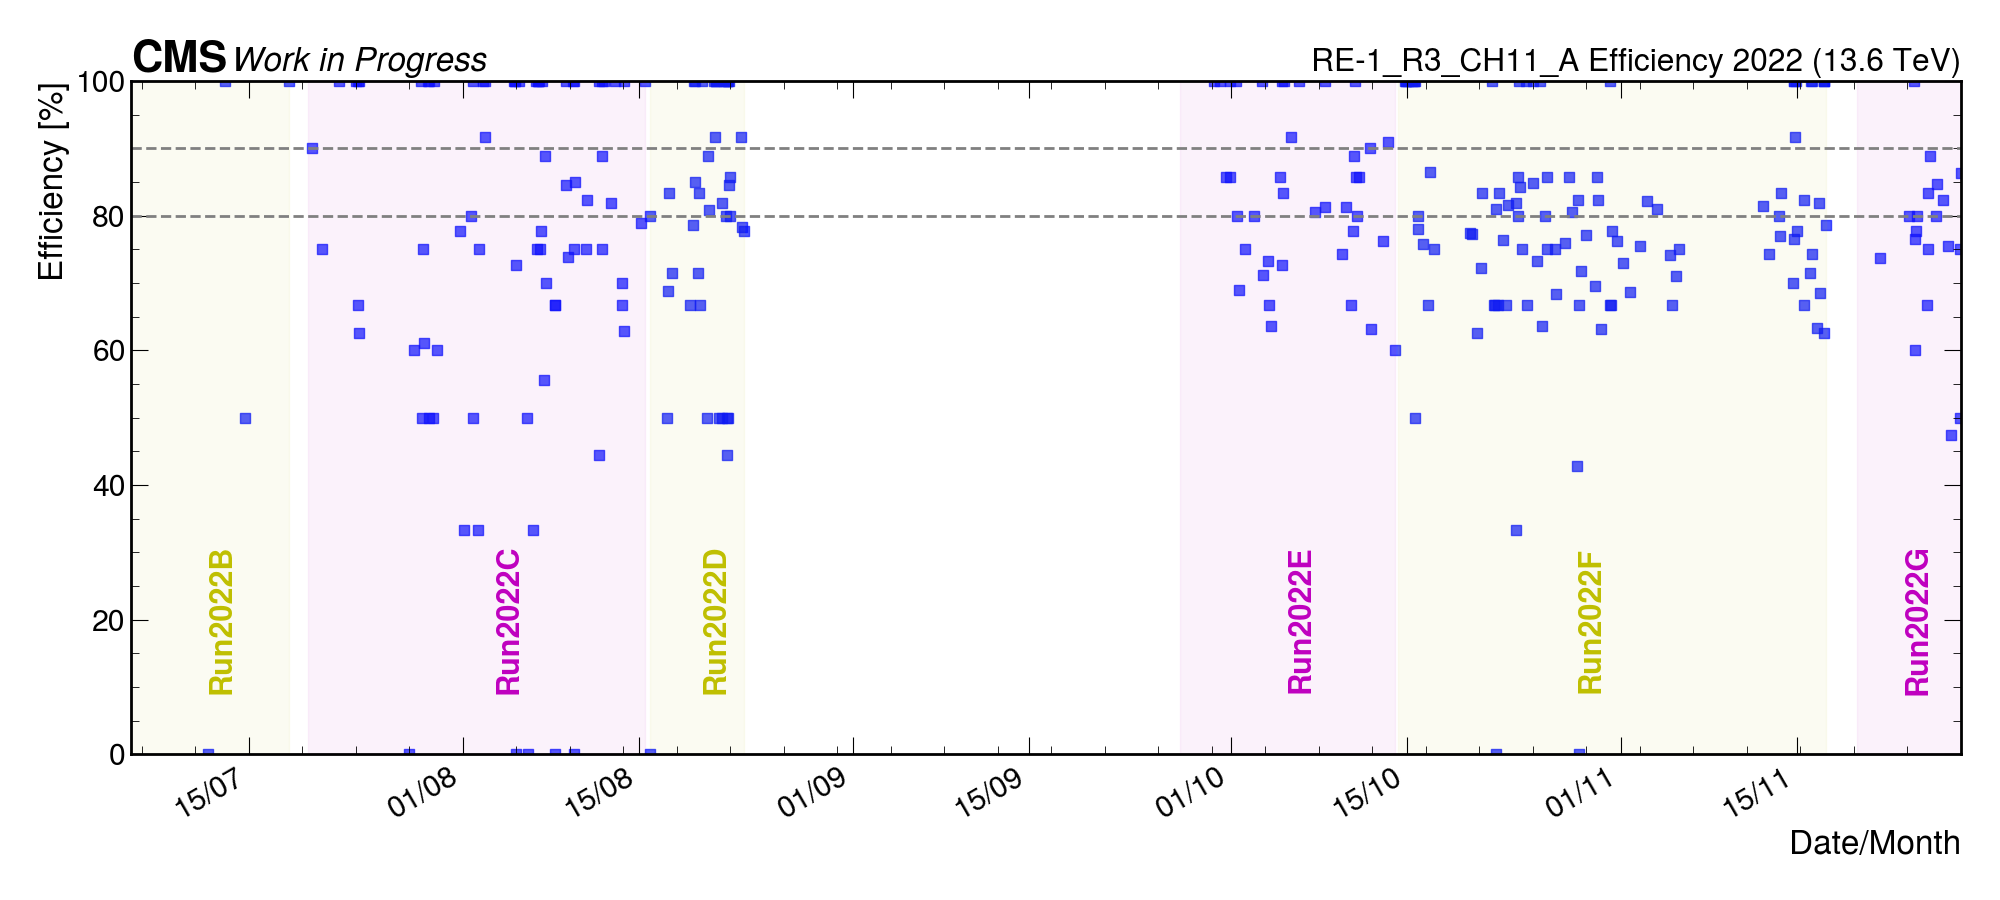 CMS Work in Progress
RE-1_R3_CH11_A Efficiency 2022 (13.6 TeV)
Efficiency [%]
100
80
60
40
20
0
Run2022B
Run2022C
Run2022D
Run2022E
Run2022F
Run2022G
15/07
01/08
15/08
01/09
15/09
01/10
15/10
01/11
15/11
Date/Month